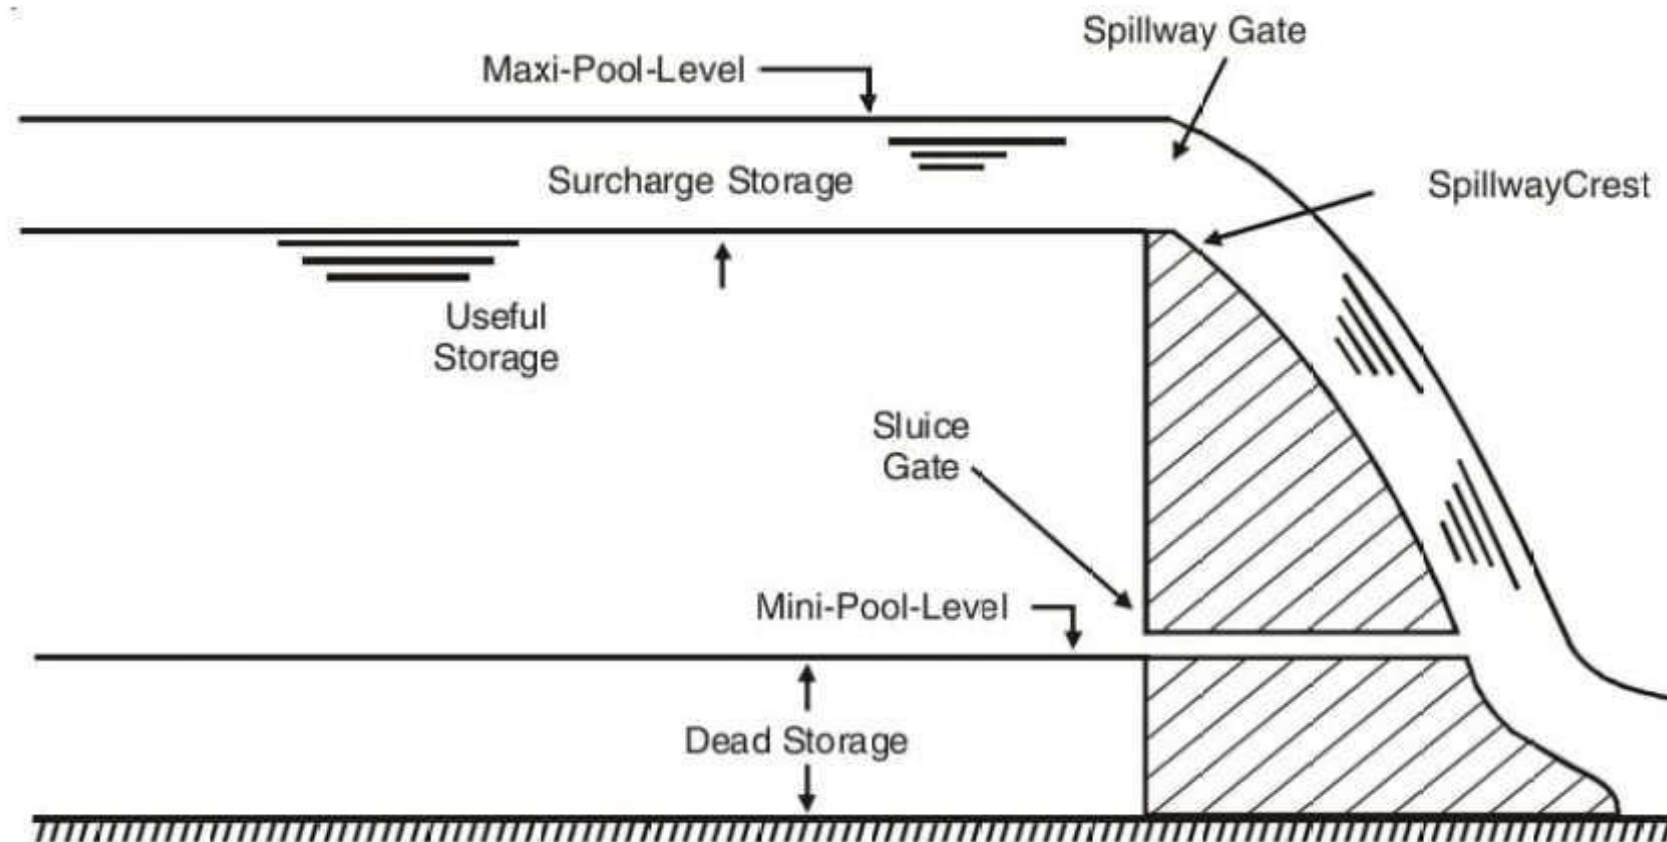 Spillway Gate
Maxi-Pool-Level
Surcharge Storage
SpillwayCrest
Useful
Storage
Sluice
Gate
Mini-Pool-Level
Dead Storage